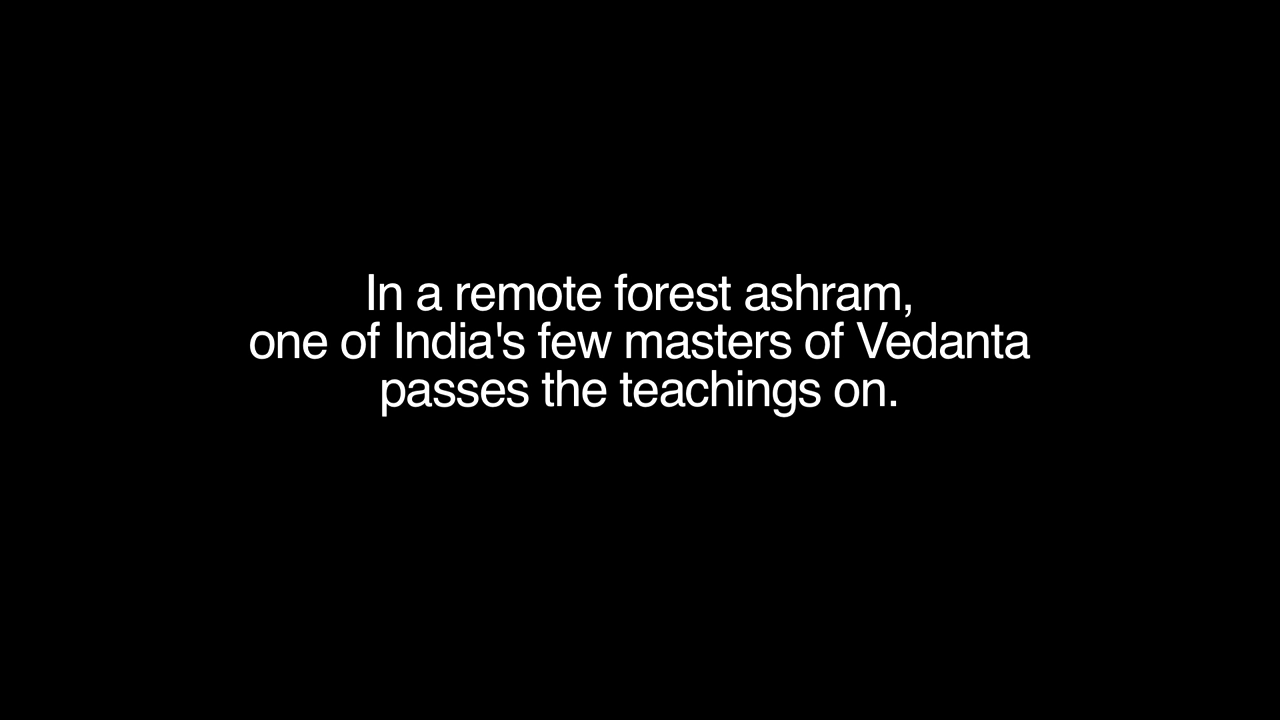 In a remote forest ashram,
one of India's few masters of Vedanta
passes the teachings on.